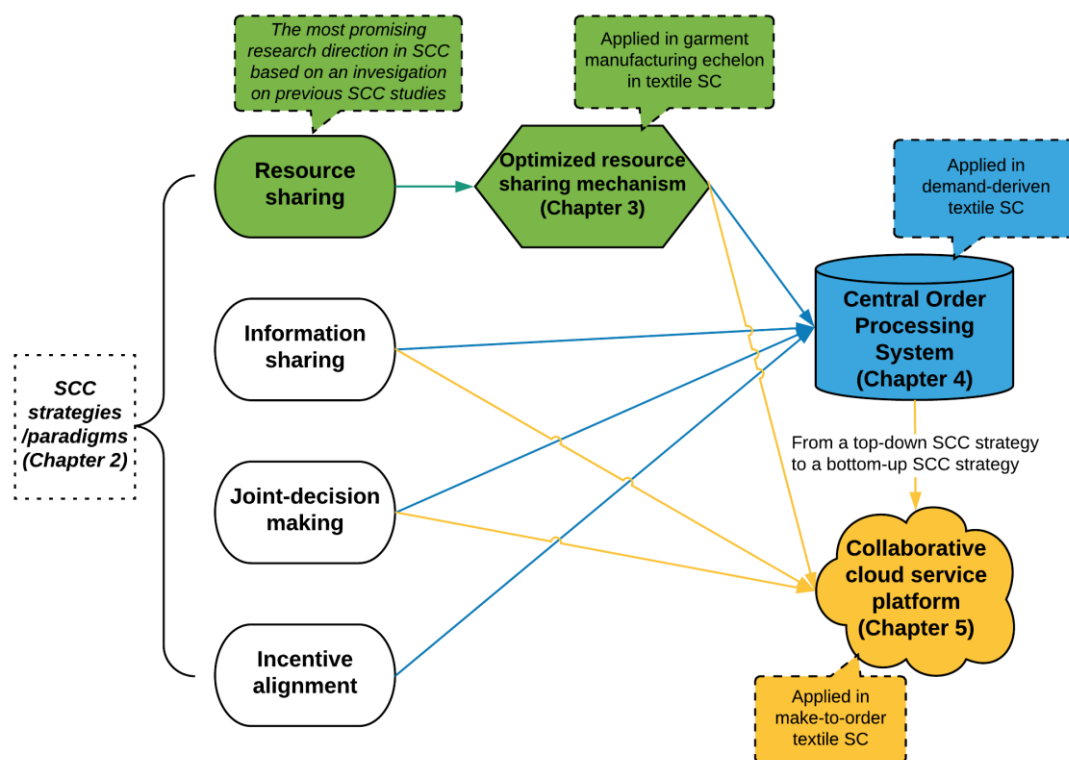 The most promising
research direction in SCC
based on an invesigation
on previous SCC studies
Applied in garment
manufacturing echelon
in textile SC
Resource
sharing
Optimized resource
sharing mechanism
(Chapter 3)
Applied in
demand-deriven
textile SC
Information
sharing
Central Order
Processing
System
(Chapter 4)
SCC
strategies
/paradigms
(Chapter 2)
From a top-down SCC strategy
to a bottom-up SCC strategy
Joint-decision
making
Collaborative
cloud service
platform
(Chapter 5)
Incentive
alignment
Applied in
make-to-order
textile SC